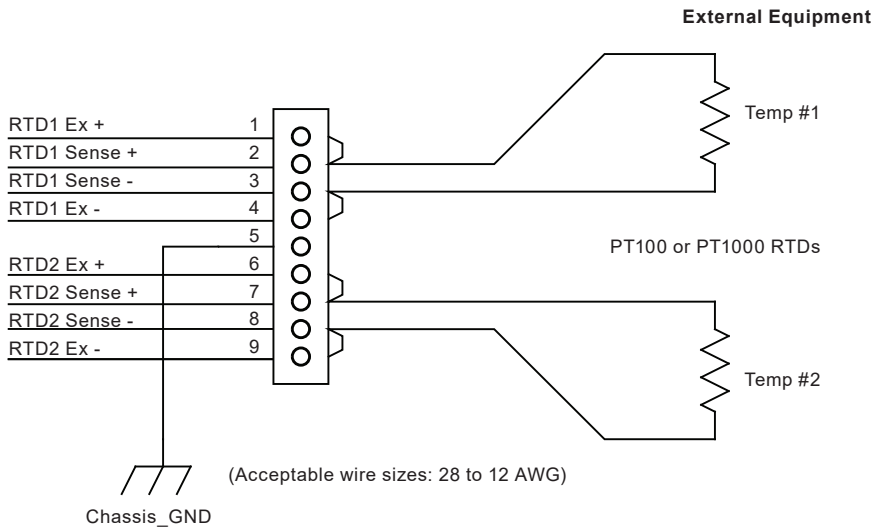 External Equipment
RTD1 Ex + 1
RTD1 Sense + 2
RTD1 Sense - 3
RTD1 Ex - 4
5
RTD2 Ex + 6
RTD2 Sense + 7
RTD2 Sense - 8
RTD2 Ex - 9
Temp #1
PT100 or PT1000 RTDs
Temp #2
(Acceptable wire sizes: 28 to 12 AWG)
Chassis_GND